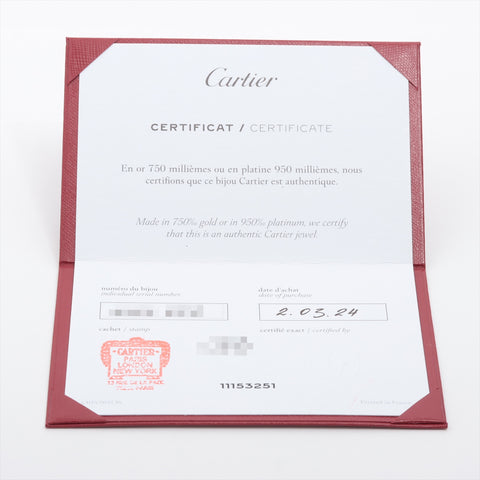 Cartier
CERTIFICAT / CERTIFICATE
En or 750 millièmes ou en platine 950 millièmes, nous
certifions que ce bijou Cartier est authentique.
Made in 750‰ gold or in 950‰ platinum, we certify
that this is an authentic Cartier jewel.
numéro du bijou
individual serial number
date d'achat
date of purchase
2.03.24
cachet / stamp
certifié exact / certified by
CARTIER
PARIS
LONDON
NEW YORK
13 RUE DE LA PAIX
11153251
Printed in France